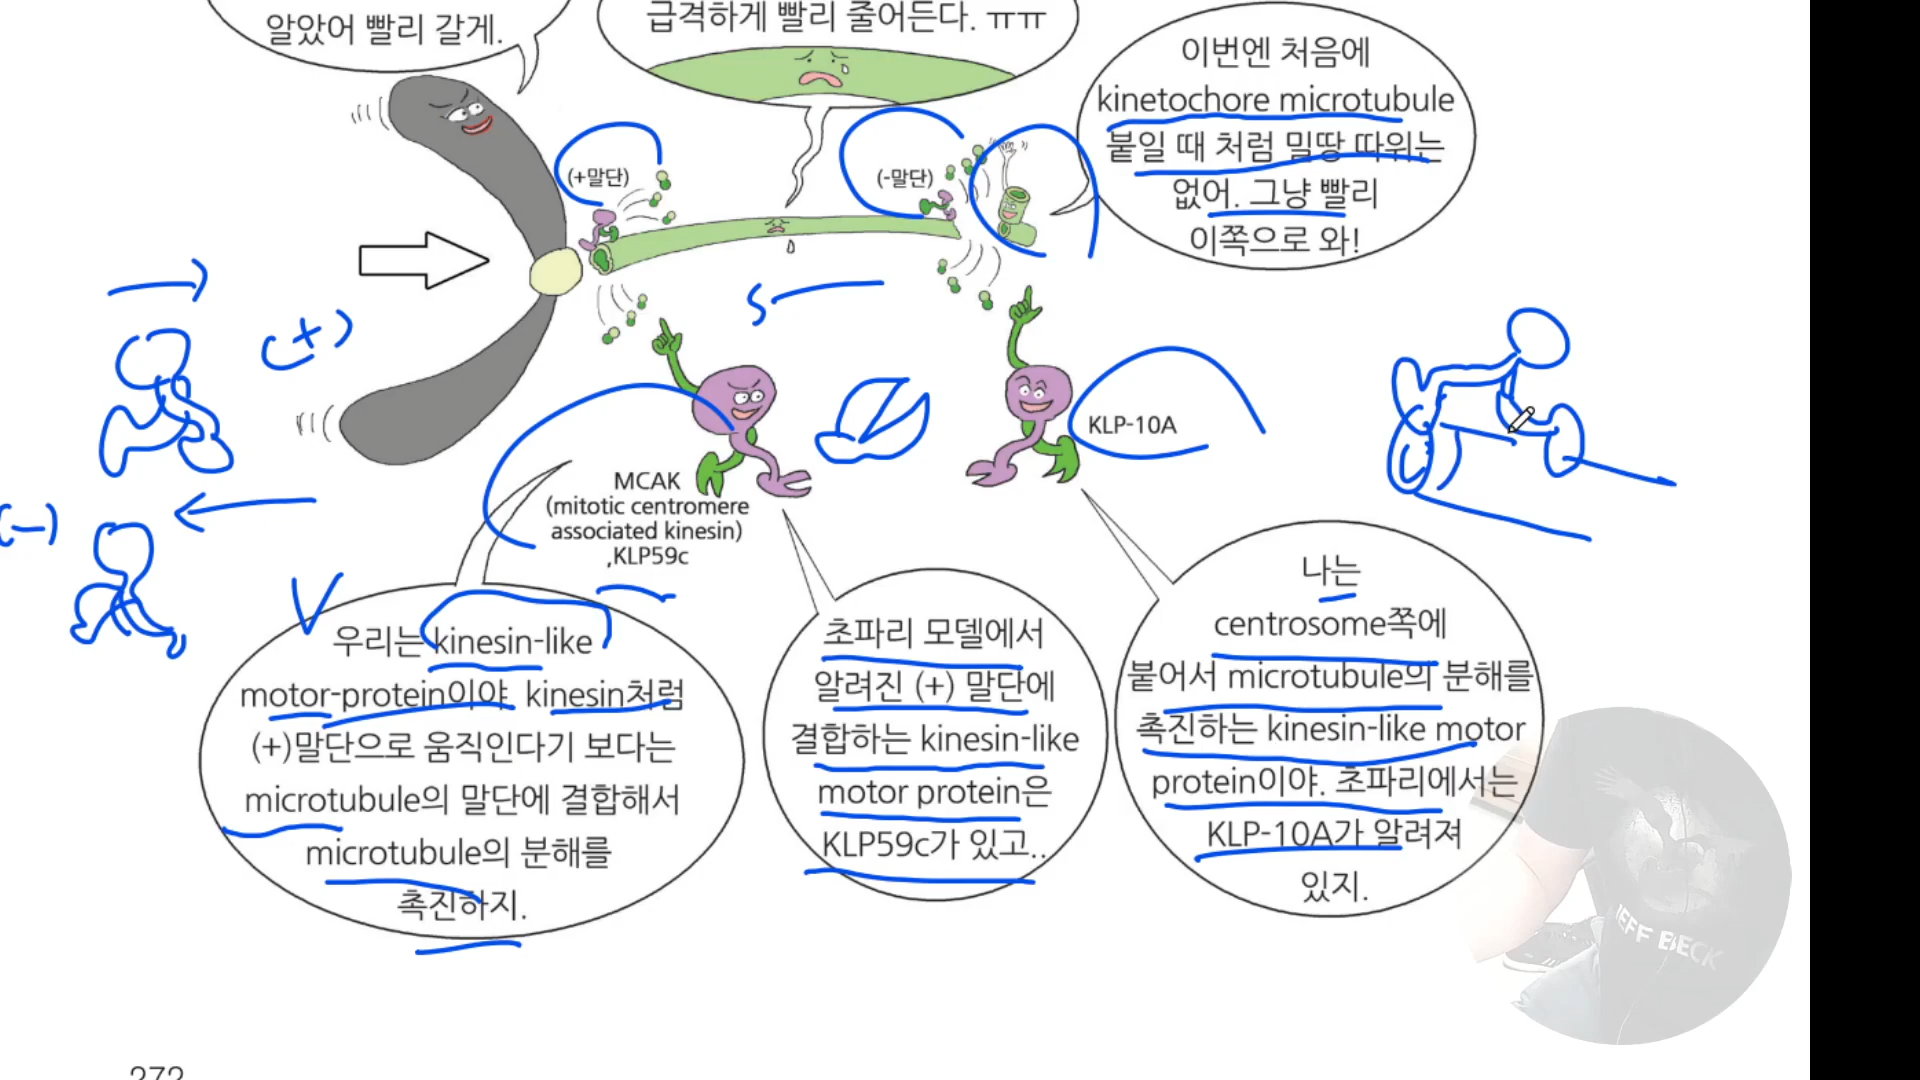 알았어 빨리 갈게.
급격하게 빨리 줄어든다. ㅠㅠ
이번엔 처음에
kinetochore microtubule
붙일 때 처럼 밀땅 따위는
없어. 그냥 빨리
이쪽으로 와!
(+말단)
(-말단)
(+)
(-)
S
KLP-10A
MCAK
(mitotic centromere
associated kinesin)
,KLP59c
우리는 kinesin-like
motor-protein이야. kinesin처럼
(+)말단으로 움직인다기 보다는
microtubule의 말단에 결합해서
microtubule의 분해를
촉진하지.
초파리 모델에서
알려진 (+) 말단에
결합하는 kinesin-like
motor protein은
KLP59c가 있고..
나는
centrosome쪽에
붙어서 microtubule의 분해를
촉진하는 kinesin-like motor
protein이야. 초파리에서는
KLP-10A가 알려져
있지.
JEFF BECK
272